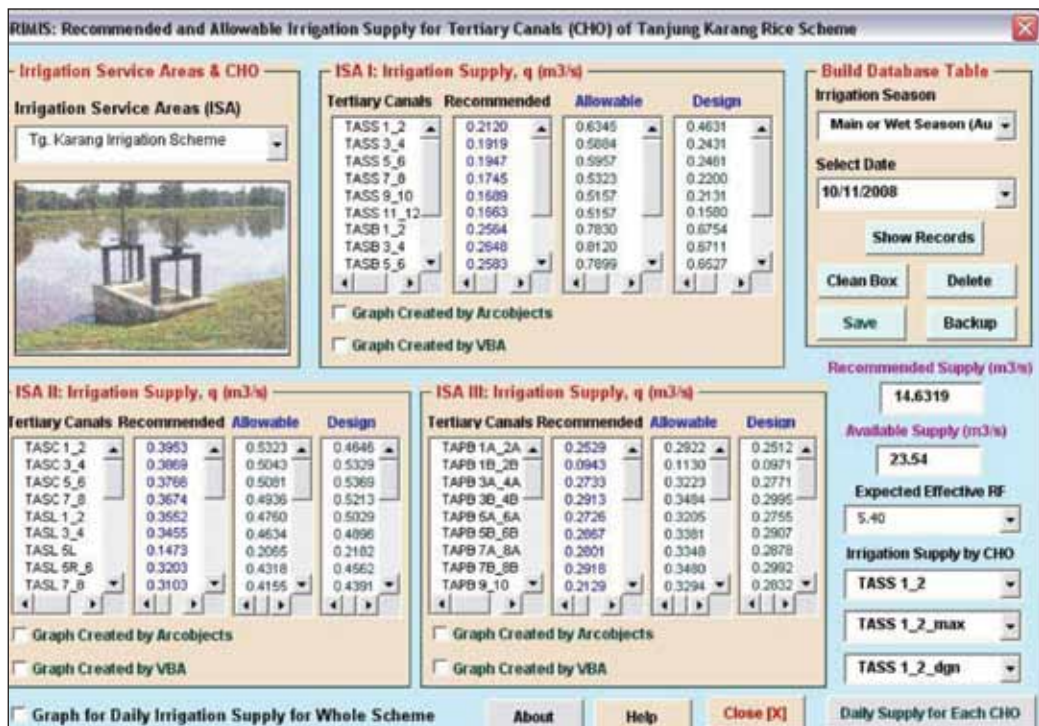 RIMIS: Recommended and Allowable Irrigation Supply for Tertiary Canals (CHO) of Tanjung Karang Rice Scheme
Irrigation Service Areas & CHO
Irrigation Service Areas (ISA)
Tg. Karang Irrigation Scheme
ISA I: Irrigation Supply, q (m3/s)
Tertiary Canals Recommended Allowable Design
TASS 1_2 0.2120 0.6345 0.4631
TASS 3_4 0.1919 0.5884 0.2431
TASS 5_6 0.1947 0.5957 0.2461
TASS 7_8 0.1745 0.5323 0.2200
TASS 9_10 0.1689 0.5157 0.2131
TASS 11_12 0.1663 0.5157 0.1580
TASB 1_2 0.2564 0.7830 0.6754
TASB 3_4 0.2648 0.8120 0.6711
TASB 5_6 0.2583 0.7899 0.6527
Graph Created by Arcobjects
Graph Created by VBA
Build Database Table
Irrigation Season
Main or Wet Season (Au
Select Date
10/11/2008
Show Records
Clean Box Delete
Save Backup
ISA II: Irrigation Supply, q (m3/s)
Tertiary Canals Recommended Allowable Design
TASC 1_2 0.3953 0.5323 0.4646
TASC 3_4 0.3869 0.5043 0.5329
TASC 5_6 0.3766 0.5081 0.5369
TASC 7_8 0.3674 0.4936 0.5213
TASL 1_2 0.3552 0.4760 0.5029
TASL 3_4 0.3455 0.4634 0.4896
TASL 5L 0.1473 0.2065 0.2182
TASL 5R_6 0.3203 0.4318 0.4562
TASL 7_8 0.3103 0.4155 0.4391
Graph Created by Arcobjects
Graph Created by VBA
ISA III: Irrigation Supply, q (m3/s)
Tertiary Canals Recommended Allowable Design
TAPB 1A_2A 0.2529 0.2922 0.2512
TAPB 1B_2B 0.0943 0.1130 0.0971
TAPB 3A_4A 0.2733 0.3223 0.2771
TAPB 3B_4B 0.2913 0.3484 0.2995
TAPB 5A_6A 0.2726 0.3205 0.2755
TAPB 5B_6B 0.2867 0.3381 0.2907
TAPB 7A_8A 0.2801 0.3348 0.2878
TAPB 7B_8B 0.2918 0.3480 0.2992
TAPB 9_10 0.2129 0.3294 0.2832
Graph Created by Arcobjects
Graph Created by VBA
Recommended Supply (m3/s)
14.6319
Available Supply (m3/s)
23.54
Expected Effective RF
5.40
Irrigation Supply by CHO
TASS 1_2
TASS 1_2_max
TASS 1_2_dgn
Graph for Daily Irrigation Supply for Whole Scheme
About Help Close [X] Daily Supply for Each CHO